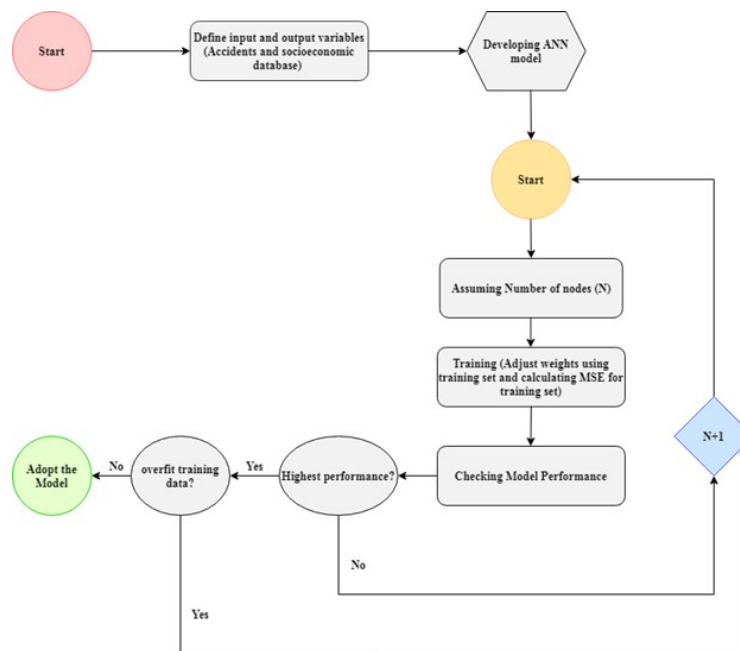 Start
Define input and output variables
(Accidents and socioeconomic
database)
Developing ANN
model
Start
Assuming Number of nodes (N)
Training (Adjust weights using
training set and calculating MSE for
training set)
N+1
Adopt the
Model
No
overfit training
data?
Yes
Highest performance?
Checking Model Performance
No
Yes